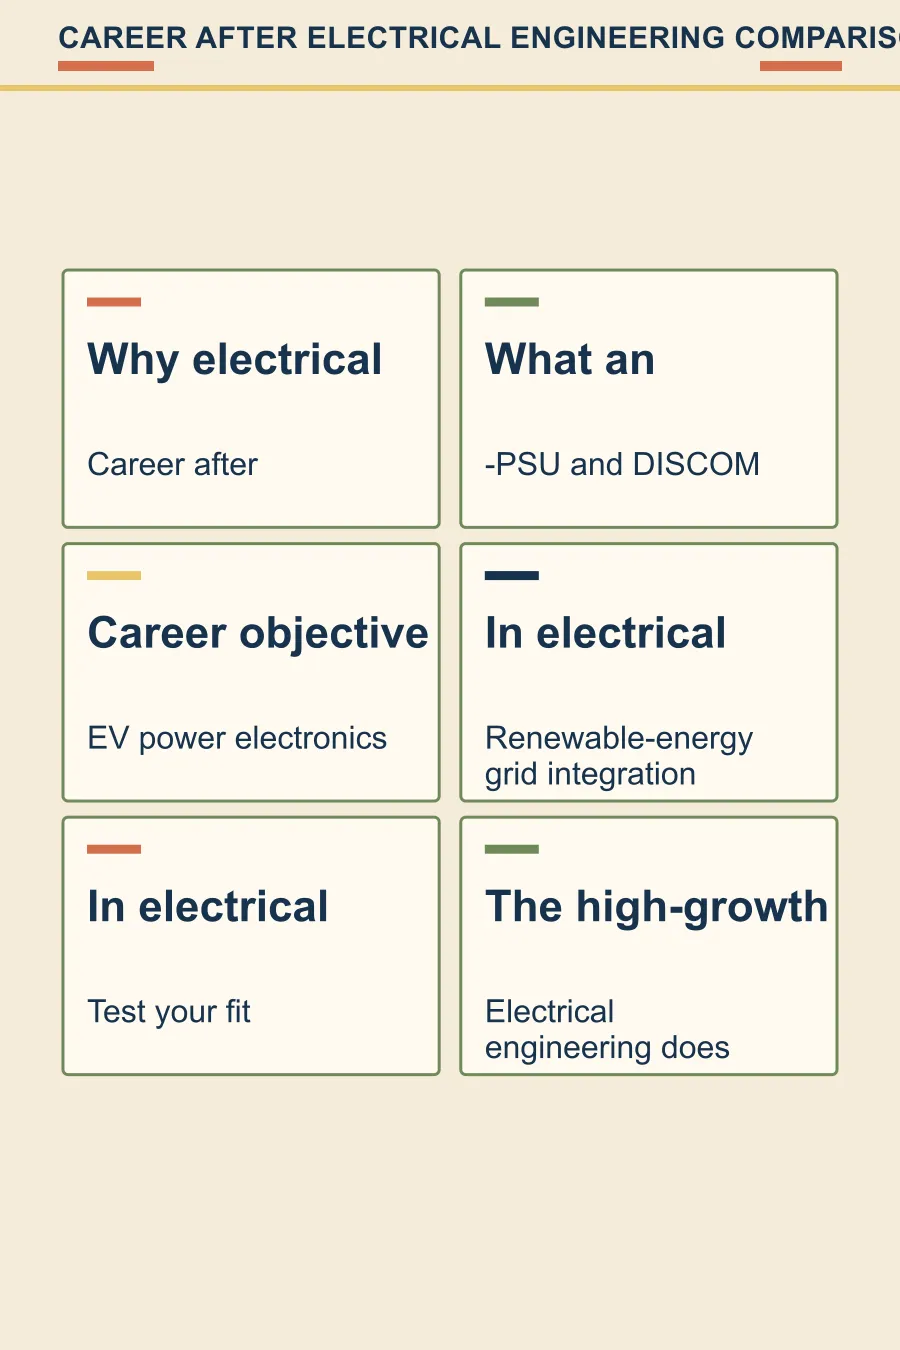 CAREER AFTER ELECTRICAL ENGINEERING
Why electrical
Career after
What an
-PSU and DISCOM
Career objective
EV power electronics
In electrical
Renewable-energy
grid integration
In electrical
Test your fit
The high-growth
Electrical
engineering does